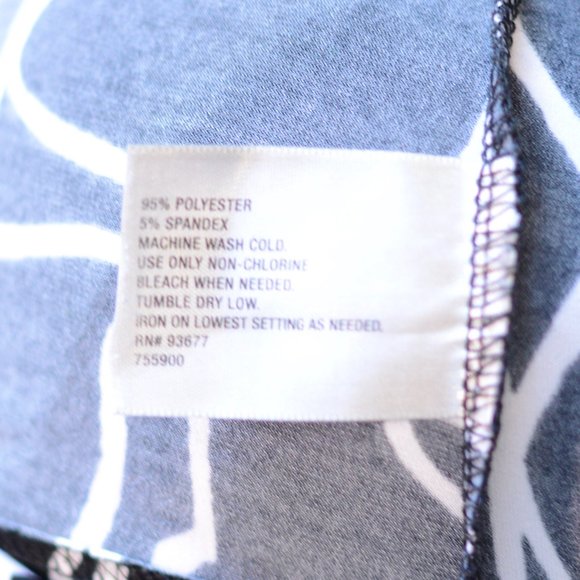 95% POLYESTER
5% SPANDEX
MACHINE WASH COLD.
USE ONLY NON-CHLORINE
BLEACH WHEN NEEDED.
TUMBLE DRY LOW.
IRON ON LOWEST SETTING AS NEEDED.
RN# 93677
755900